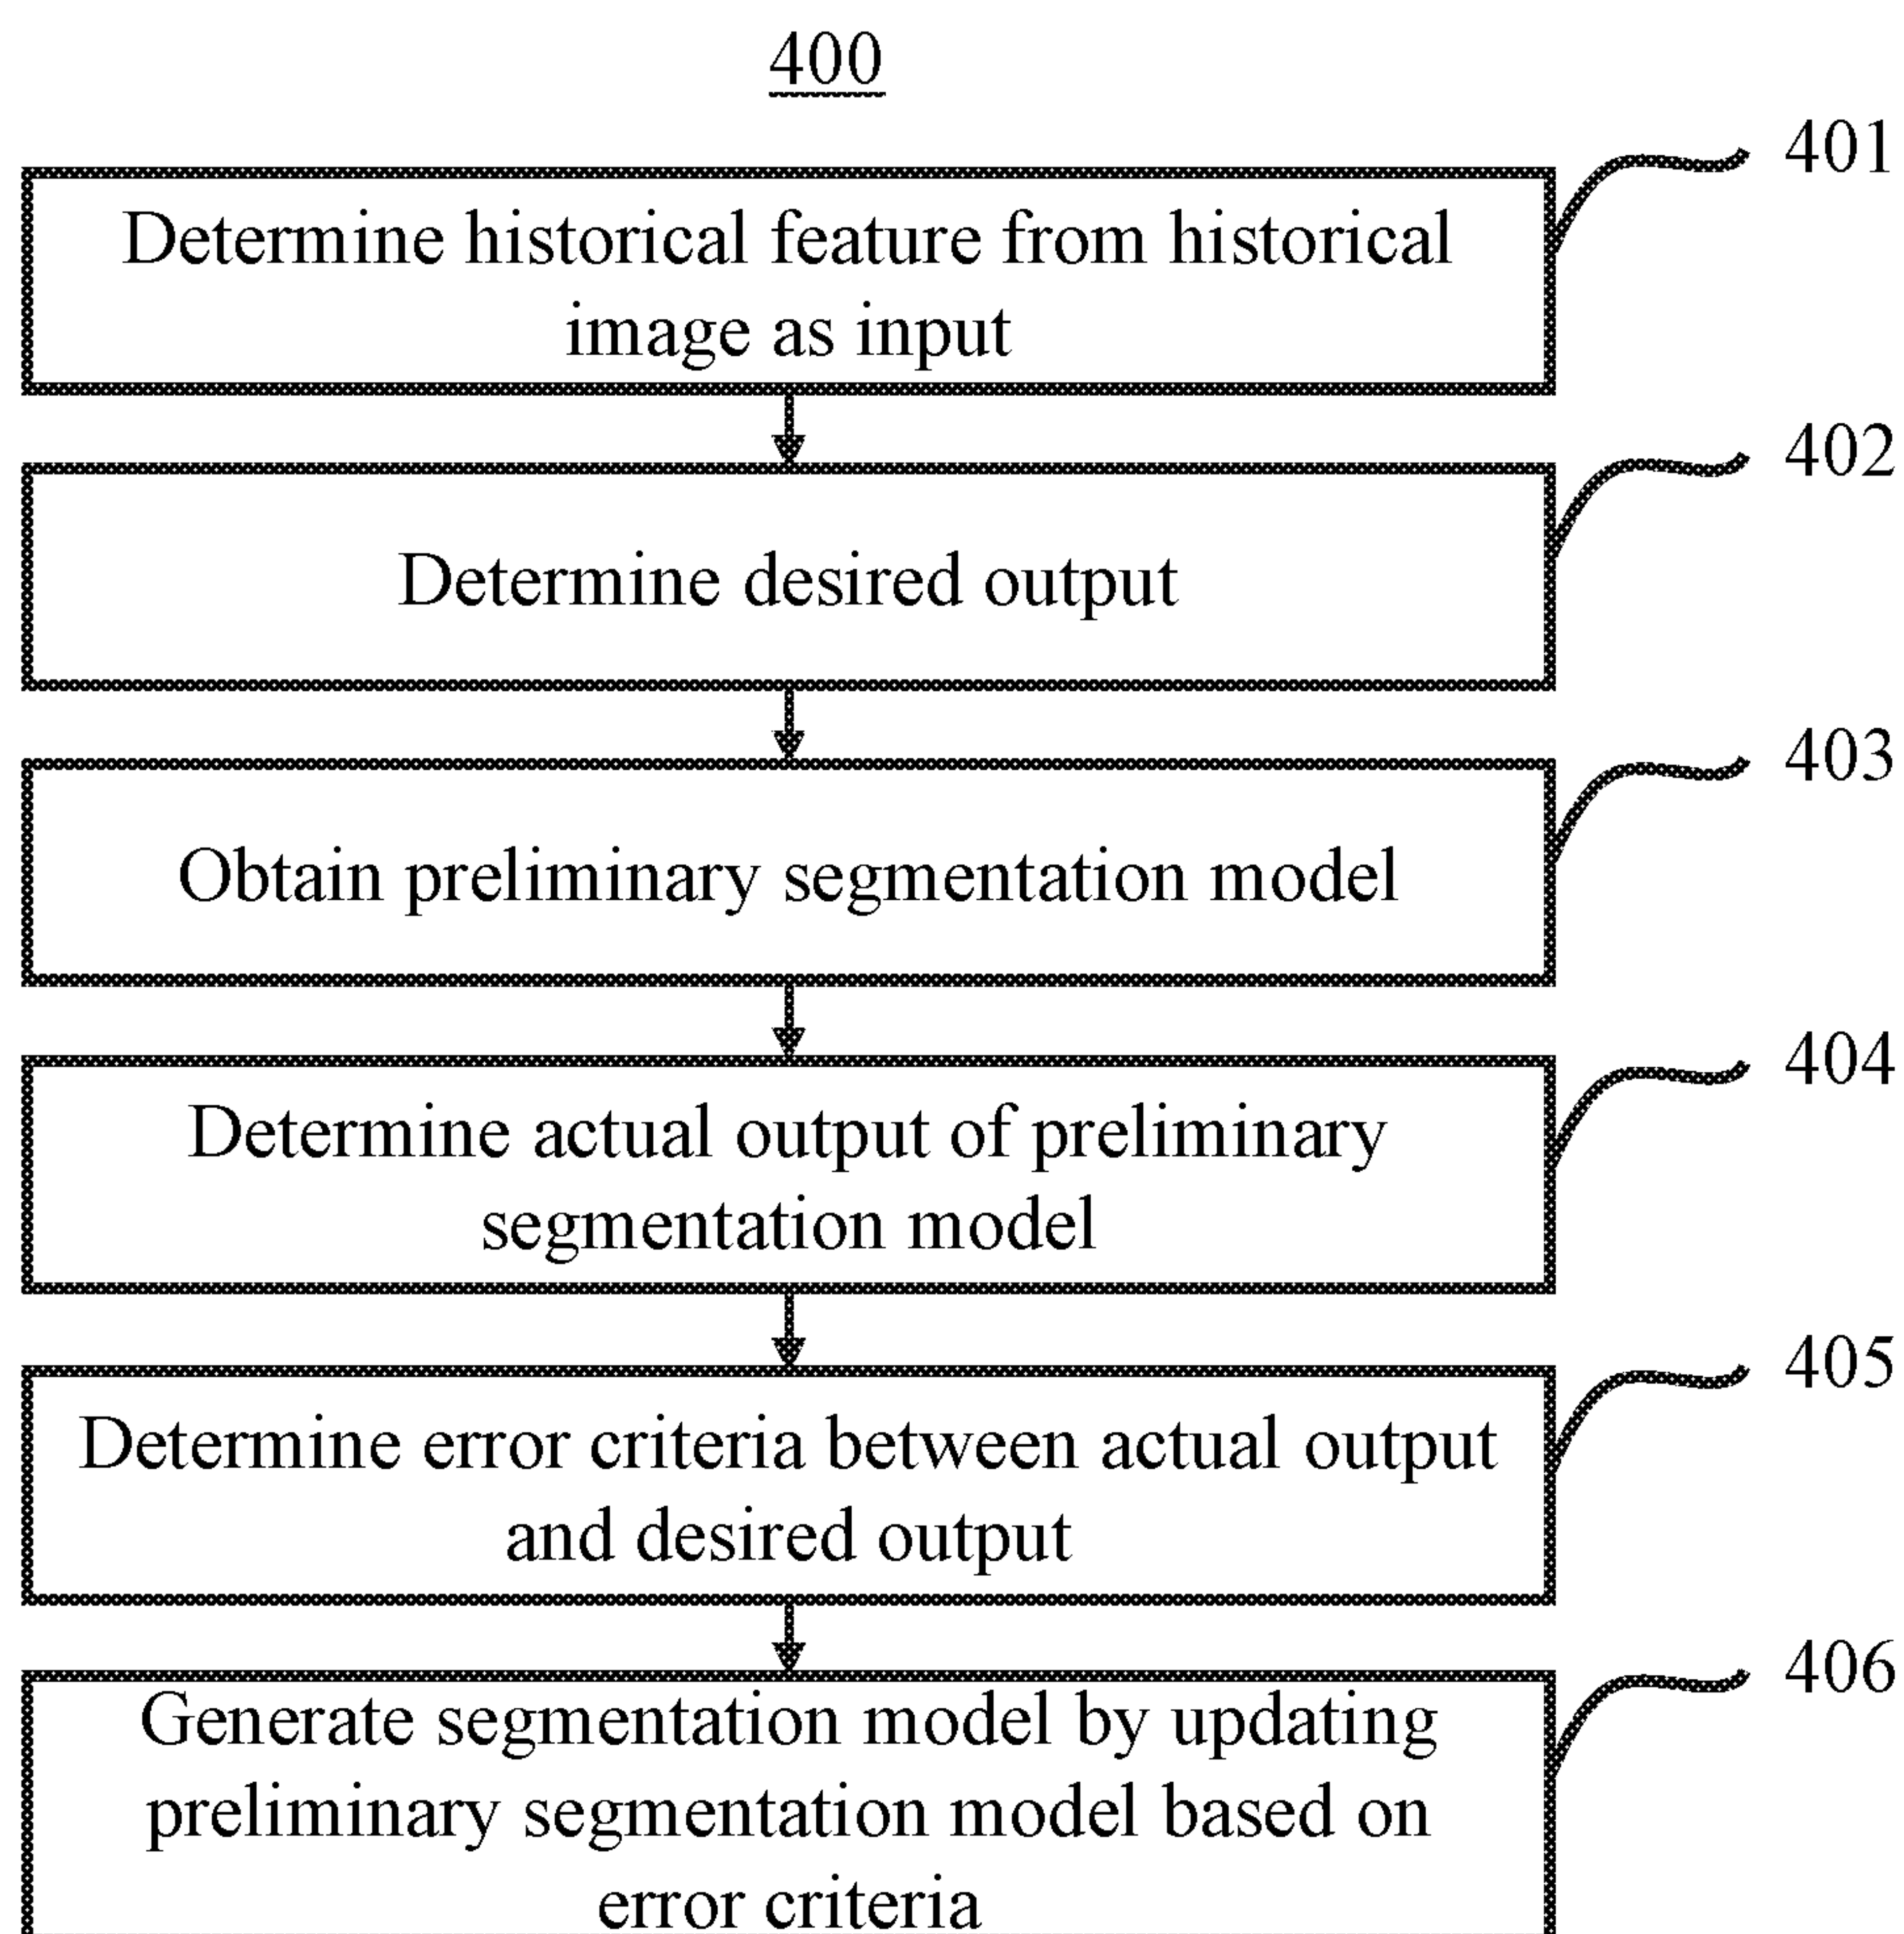 400
401
Determine historical feature from historical
image as input
402
Determine desired output
403
Obtain preliminary segmentation model
404
Determine actual output of preliminary
segmentation model
405
Determine error criteria between actual output
and desired output
406
Generate segmentation model by updating
preliminary segmentation model based on
error criteria